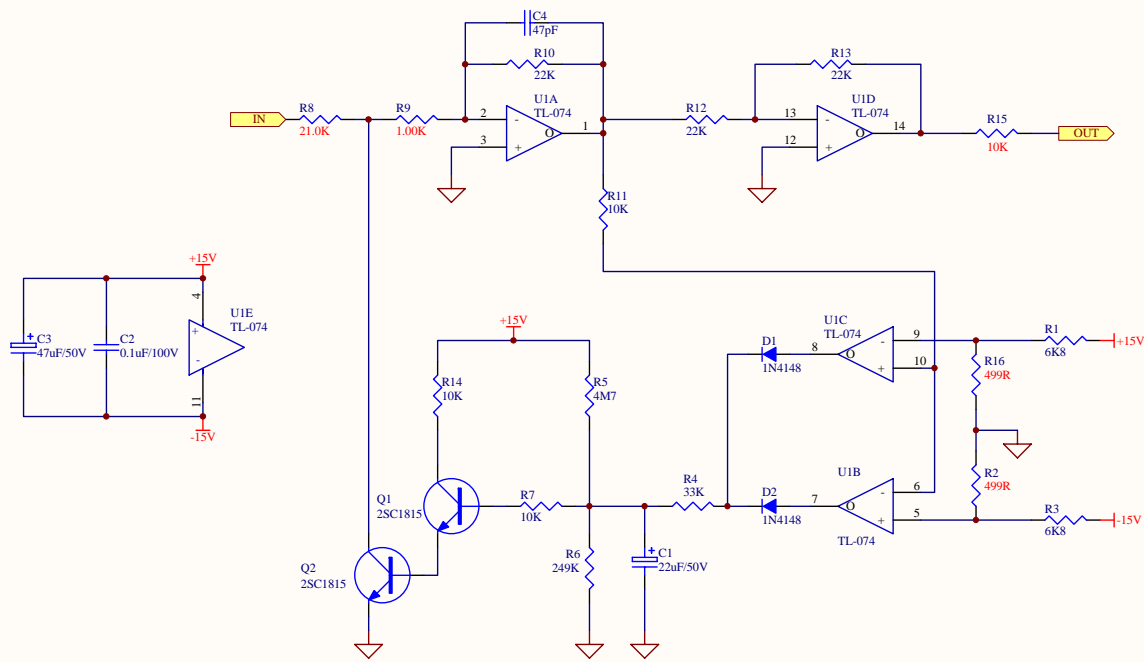 C4
47pF
R10
22K
R13
22K
IN
R8
21.0K
R9
1.00K
U1A
TL-074
2
3
-
+
O
1
R12
22K
U1D
TL-074
13
12
-
+
O
14
R15
10K
OUT
R11
10K
+15V
4
U1E
TL-074
+
-
11
-15V
+
C3
47uF/50V
C2
0.1uF/100V
+15V
R14
10K
R5
4M7
D1
1N4148
U1C
TL-074
8
O
-
+
9
10
R1
6K8
+15V
R16
499R
R2
499R
Q1
2SC1815
R7
10K
R4
33K
D2
1N4148
U1B
7
O
-
+
6
5
TL-074
R3
6K8
-15V
Q2
2SC1815
R6
249K
+
C1
22uF/50V